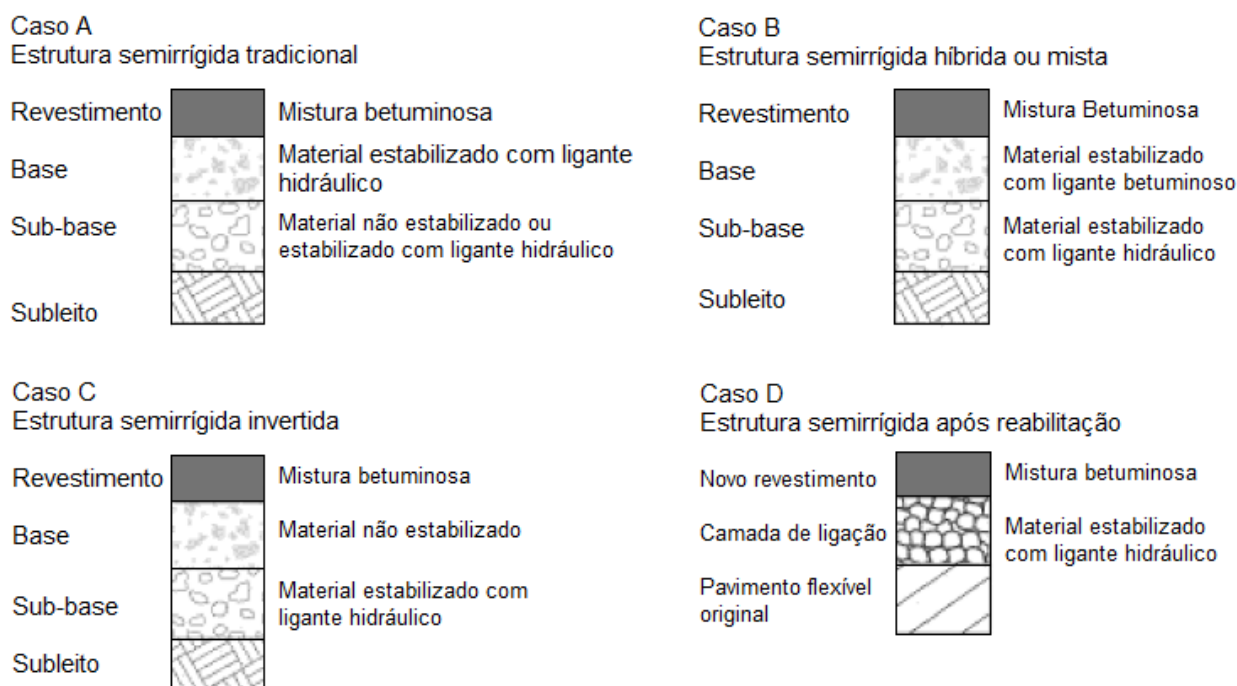 Caso A
Estrutura semirrígida tradicional
Revestimento
Mistura betuminosa
Base
Material estabilizado com ligante
hidráulico
Sub-base
Material não estabilizado ou
estabilizado com ligante hidráulico
Subleito
Caso B
Estrutura semirrígida híbrida ou mista
Revestimento
Mistura Betuminosa
Base
Material estabilizado
com ligante betuminoso
Sub-base
Material estabilizado
com ligante hidráulico
Subleito
Caso C
Estrutura semirrígida invertida
Revestimento
Mistura betuminosa
Base
Material não estabilizado
Sub-base
Material estabilizado com
ligante hidráulico
Subleito
Caso D
Estrutura semirrígida após reabilitação
Novo revestimento
Mistura betuminosa
Camada de ligação
Material estabilizado
com ligante hidráulico
Pavimento flexível
original